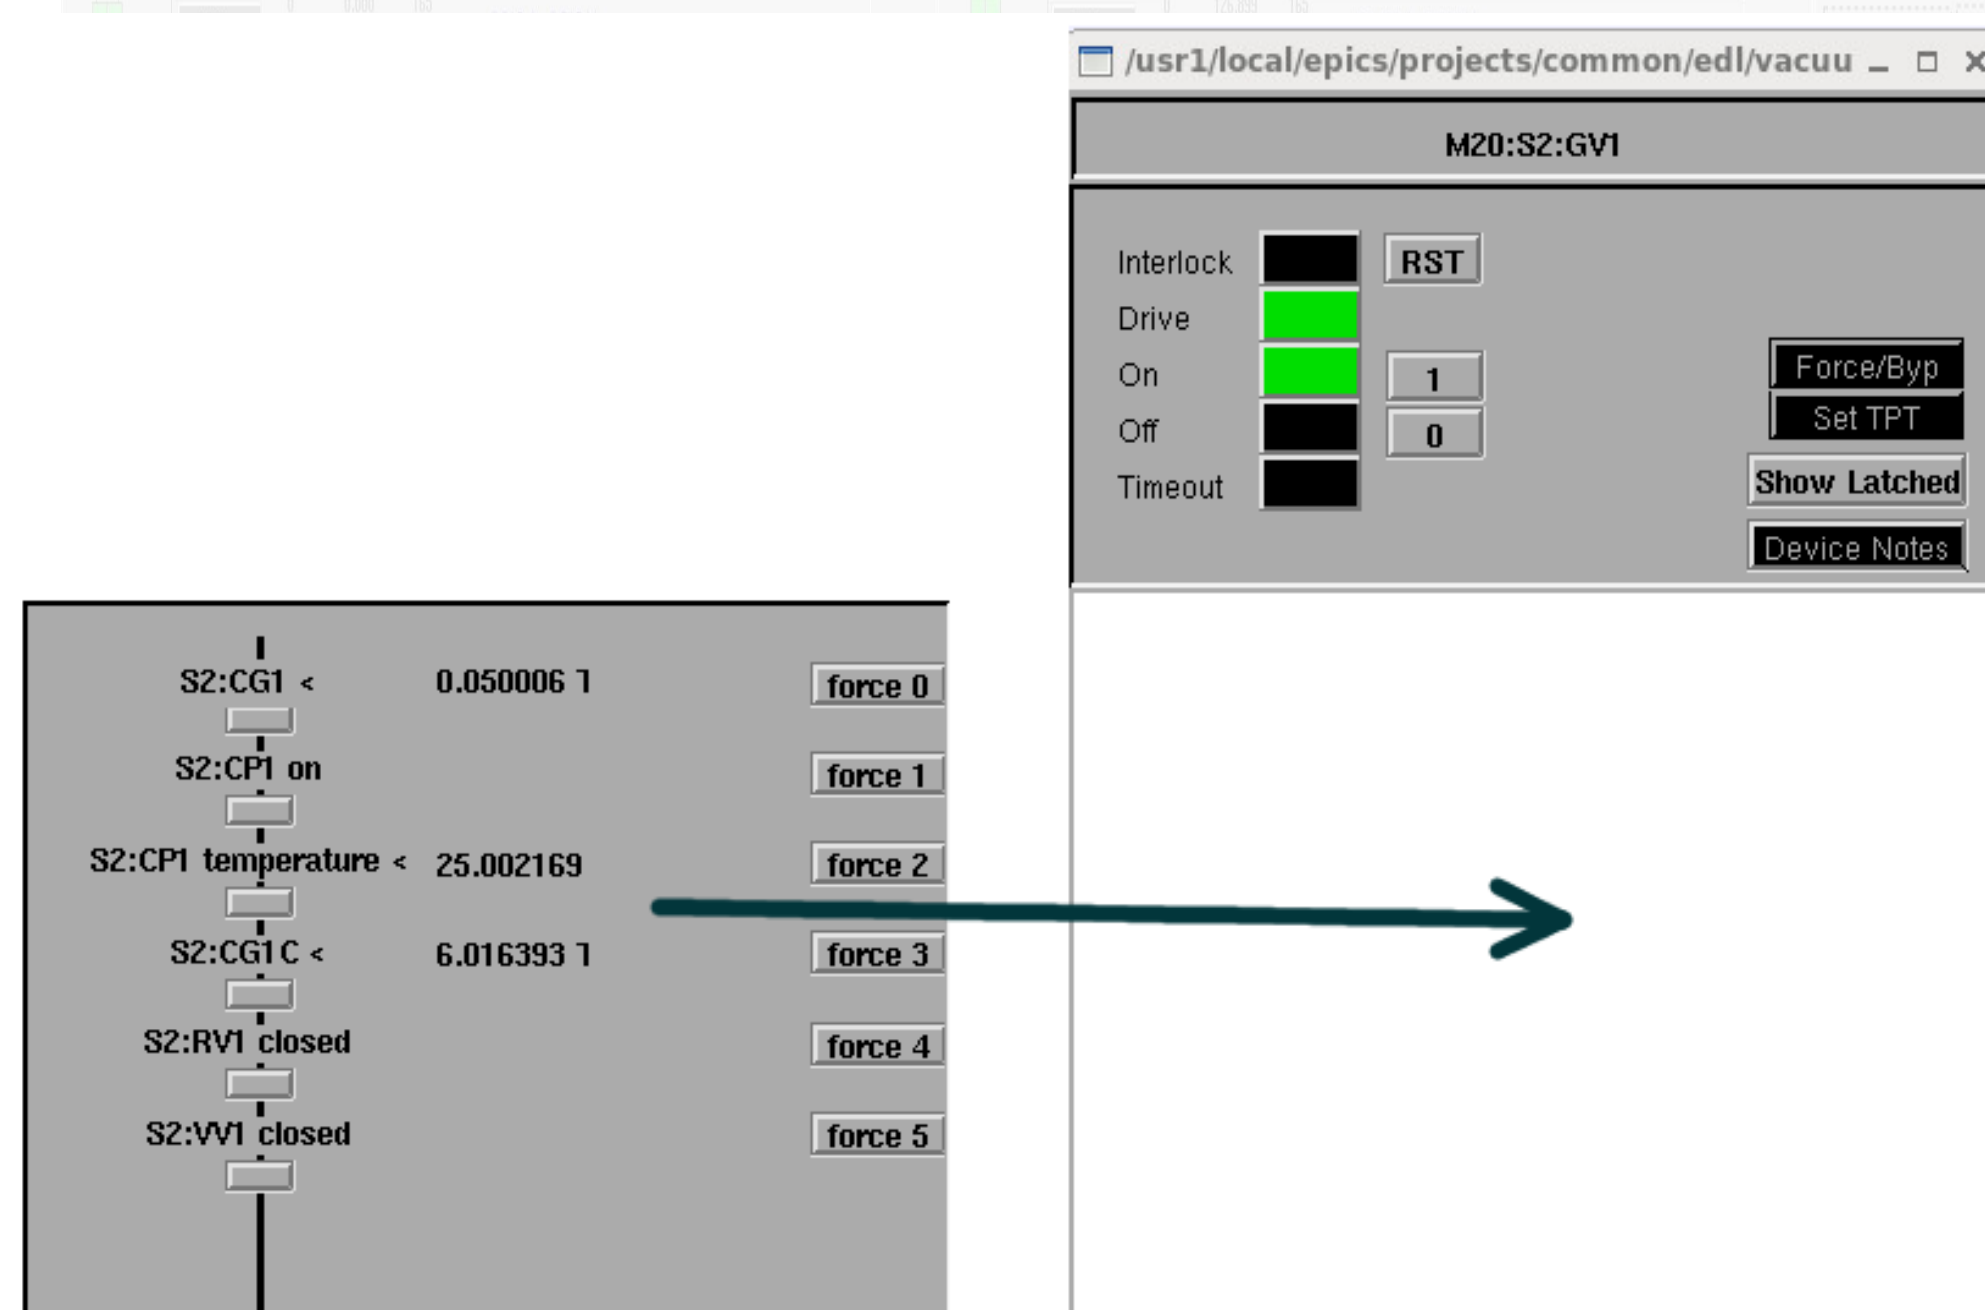 /usr1/local/epics/projects/common/edl/vacuu
M20:S2:GV1
Interlock
RST
Drive
On
1
Off
0
Timeout
Force/Byp
Set TPT
Show Latched
Device Notes
S2:CG1 < 0.050006
force 0
S2:CP1 on
force 1
S2:CP1 temperature < 25.002169
force 2
S2:CG1C < 6.016393
force 3
S2:RV1 closed
force 4
S2:VV1 closed
force 5